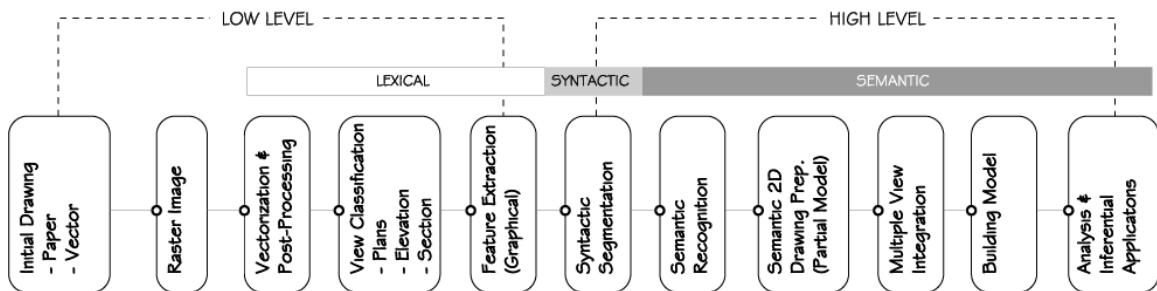 LOW LEVEL
HIGH LEVEL
LEXICAL
SYNTACTIC
SEMANTIC
Initial Drawing
- Paper
- Vector
Raster Image
Vectorization &
Post-Processing
View Classification
- Plans
- Elevation
- Section
Feature Extraction
(Graphical)
Syntactic
Segmentation
Semantic
Recognition
Semantic 2D
Drawing Prep.
(Partial Model)
Multiple View
Integration
Building Model
Analysis &
Inferential
Applicatons